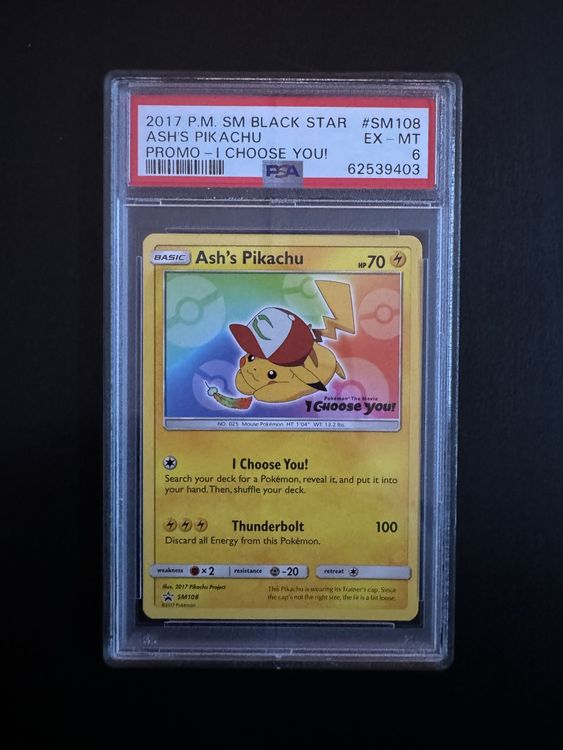 2017 P.M. SM BLACK STAR #SM108
ASH'S PIKACHU EX - MT
PROMO - I CHOOSE YOU! 6
PSA 62539403
BASIC Ash's Pikachu HP 70
Pokémon The Movie
I CHOOSE YOU!
NO. 025 Mouse Pokémon HT: 1'04" WT: 13.2 lbs.
I Choose You!
Search your deck for a Pokémon, reveal it, and put it into
your hand. Then, shuffle your deck.
Thunderbolt 100
Discard all Energy from this Pokémon.
weakness ×2 resistance -20 retreat
Illus. 2017 Pikachu Project
SM108
©2017 Pokémon
This Pikachu is wearing its Trainer's cap. Since
the cap's not the right size, the fit is a bit loose.